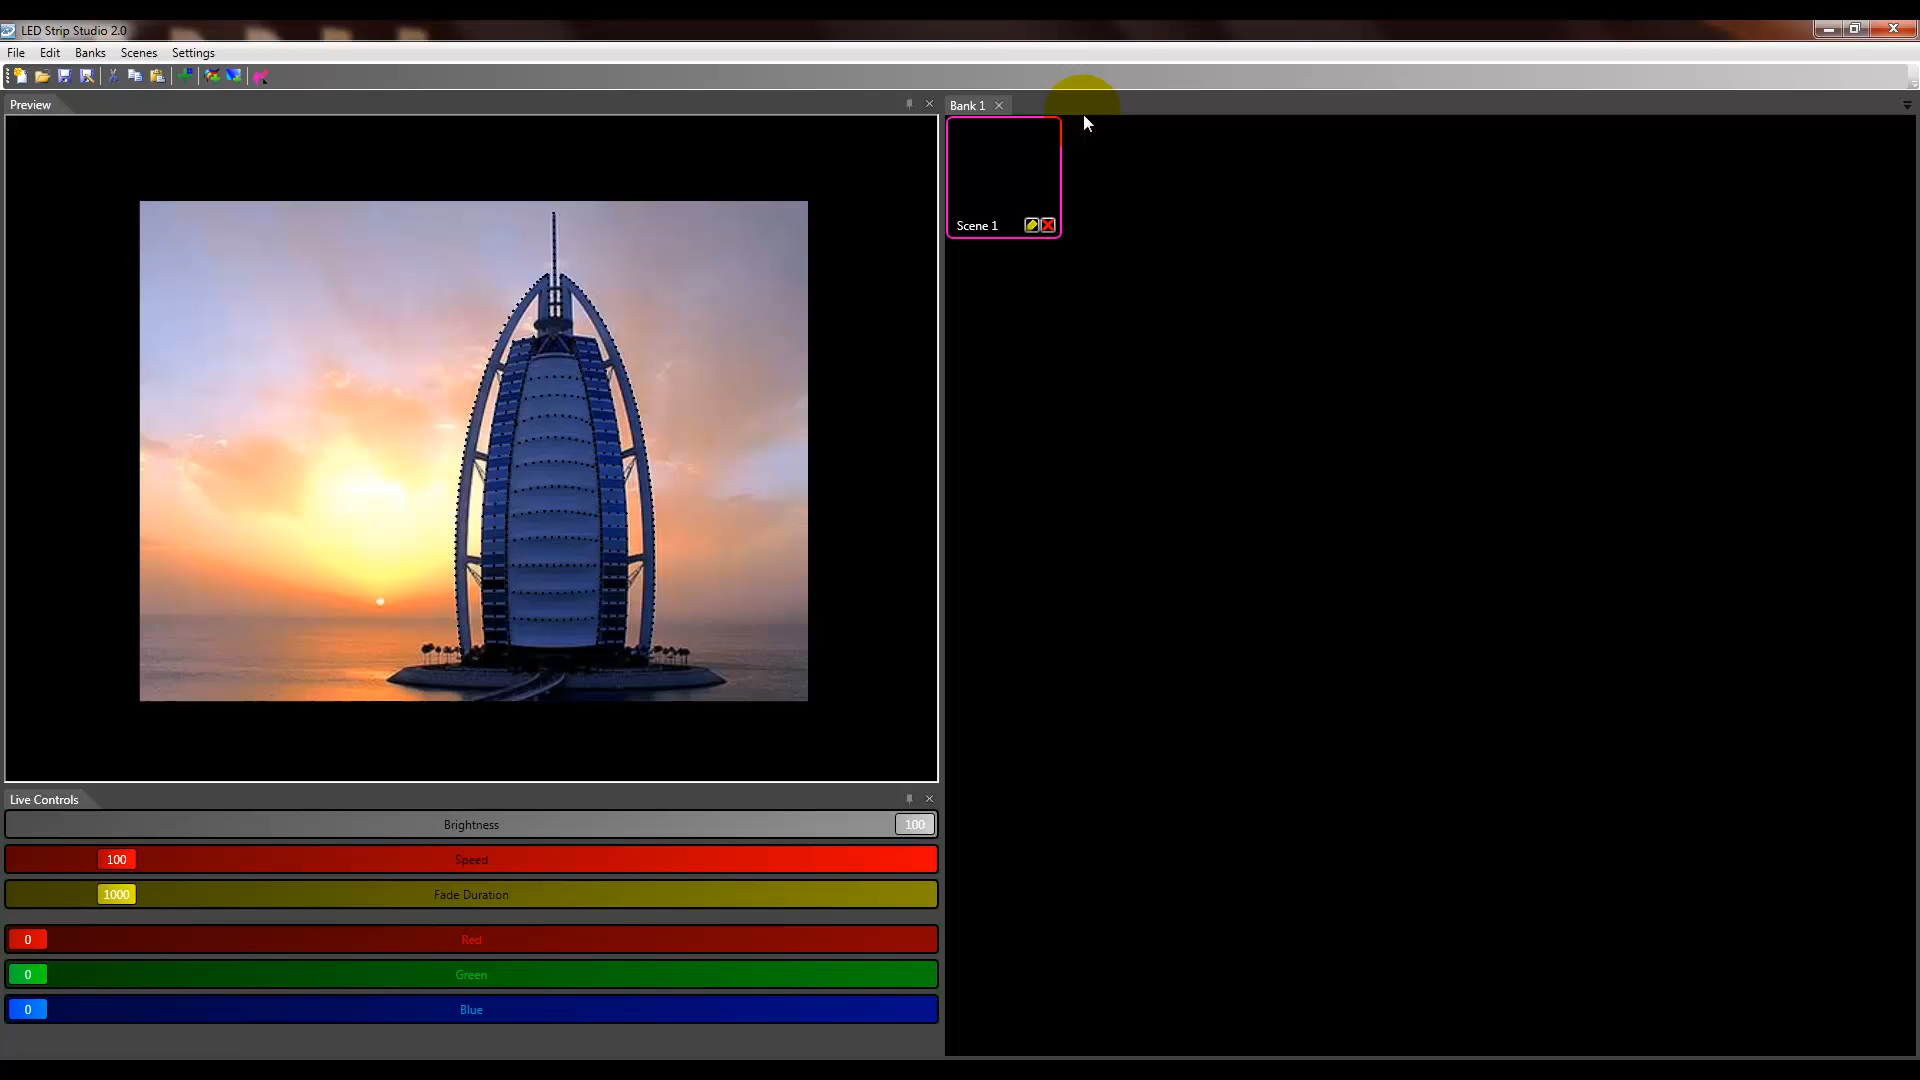 LED Strip Studio 2.0
File Edit Banks Scenes Settings
Preview
Bank 1
Scene 1
Live Controls
Brightness 100
100 Speed
1000 Fade Duration
0 Red
0 Green
0 Blue